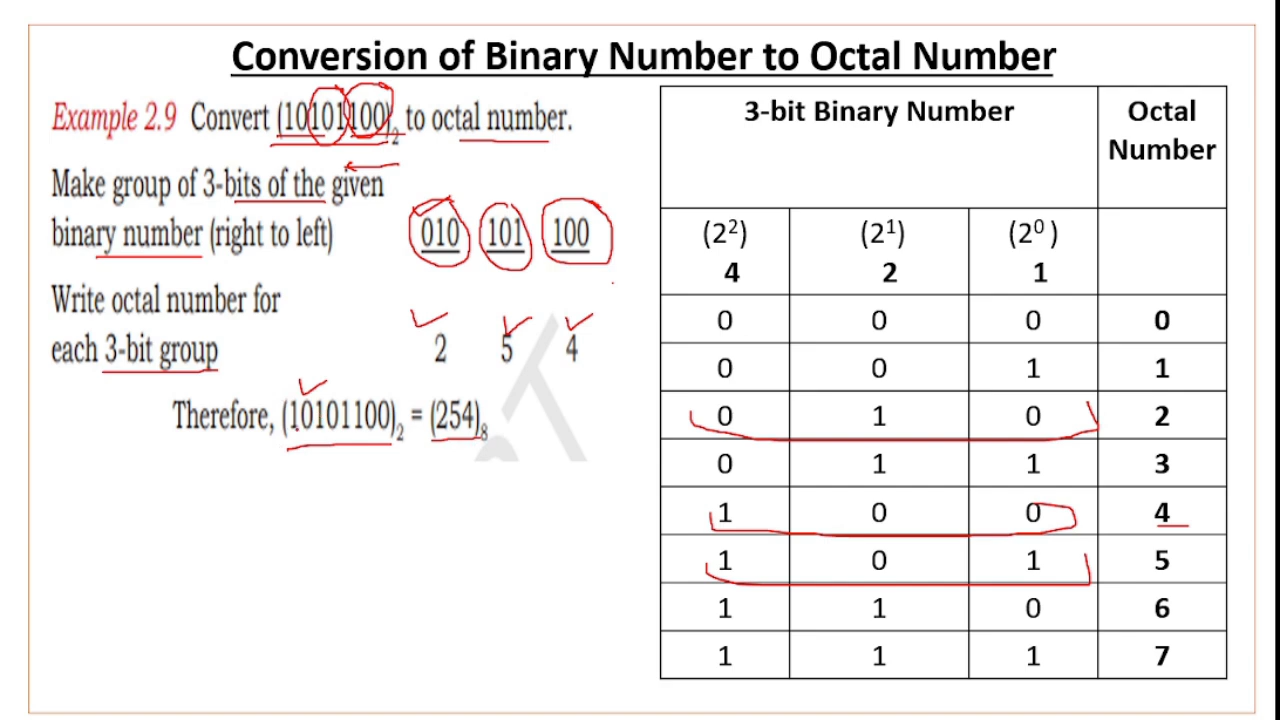 Conversion of Binary Number to Octal Number
Example 2.9 Convert (10101100)₂ to octal number.
Make group of 3-bits of the given
binary number (right to left) 010 101 100
Write octal number for
each 3-bit group 2 5 4
Therefore, (10101100)₂ = (254)₈
3-bit Binary Number Octal Number
(2²) 4 (2¹) 2 (2⁰ ) 1
0 0 0 0
0 0 1 1
0 1 0 2
0 1 1 3
1 0 0 4
1 0 1 5
1 1 0 6
1 1 1 7